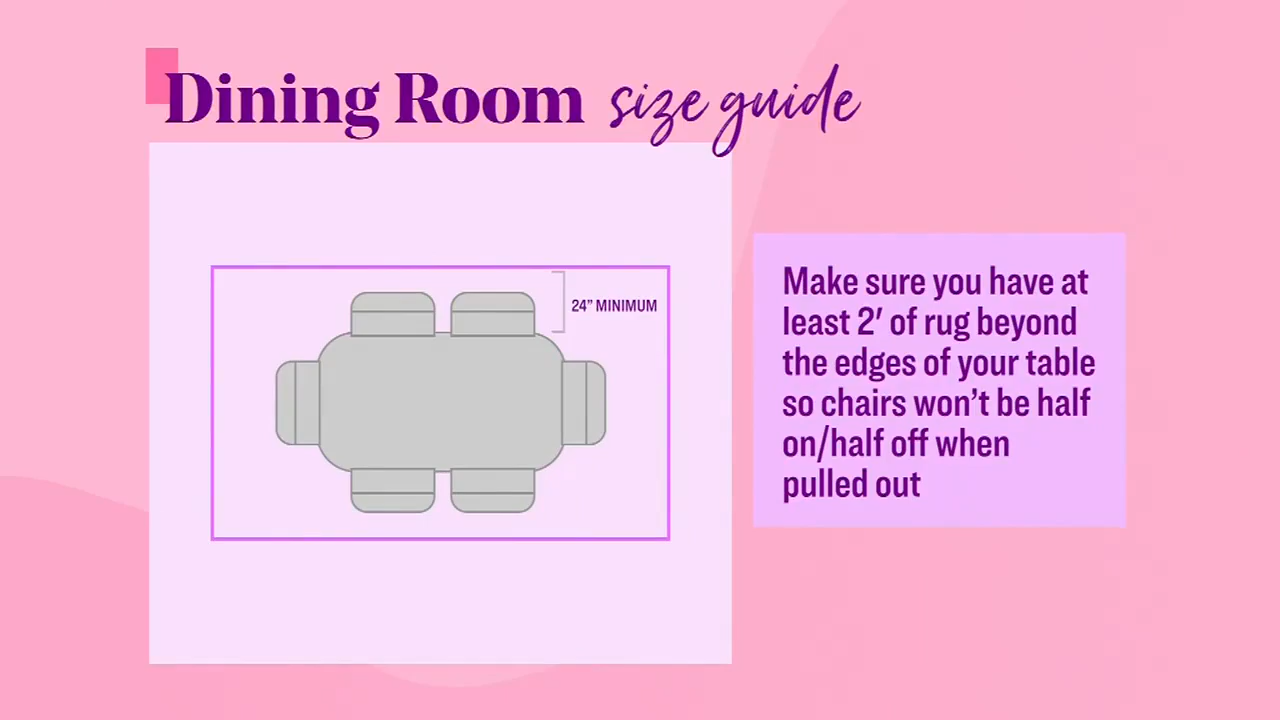 Dining Room size guide
24” MINIMUM
Make sure you have at
least 2’ of rug beyond
the edges of your table
so chairs won’t be half
on/half off when
pulled out